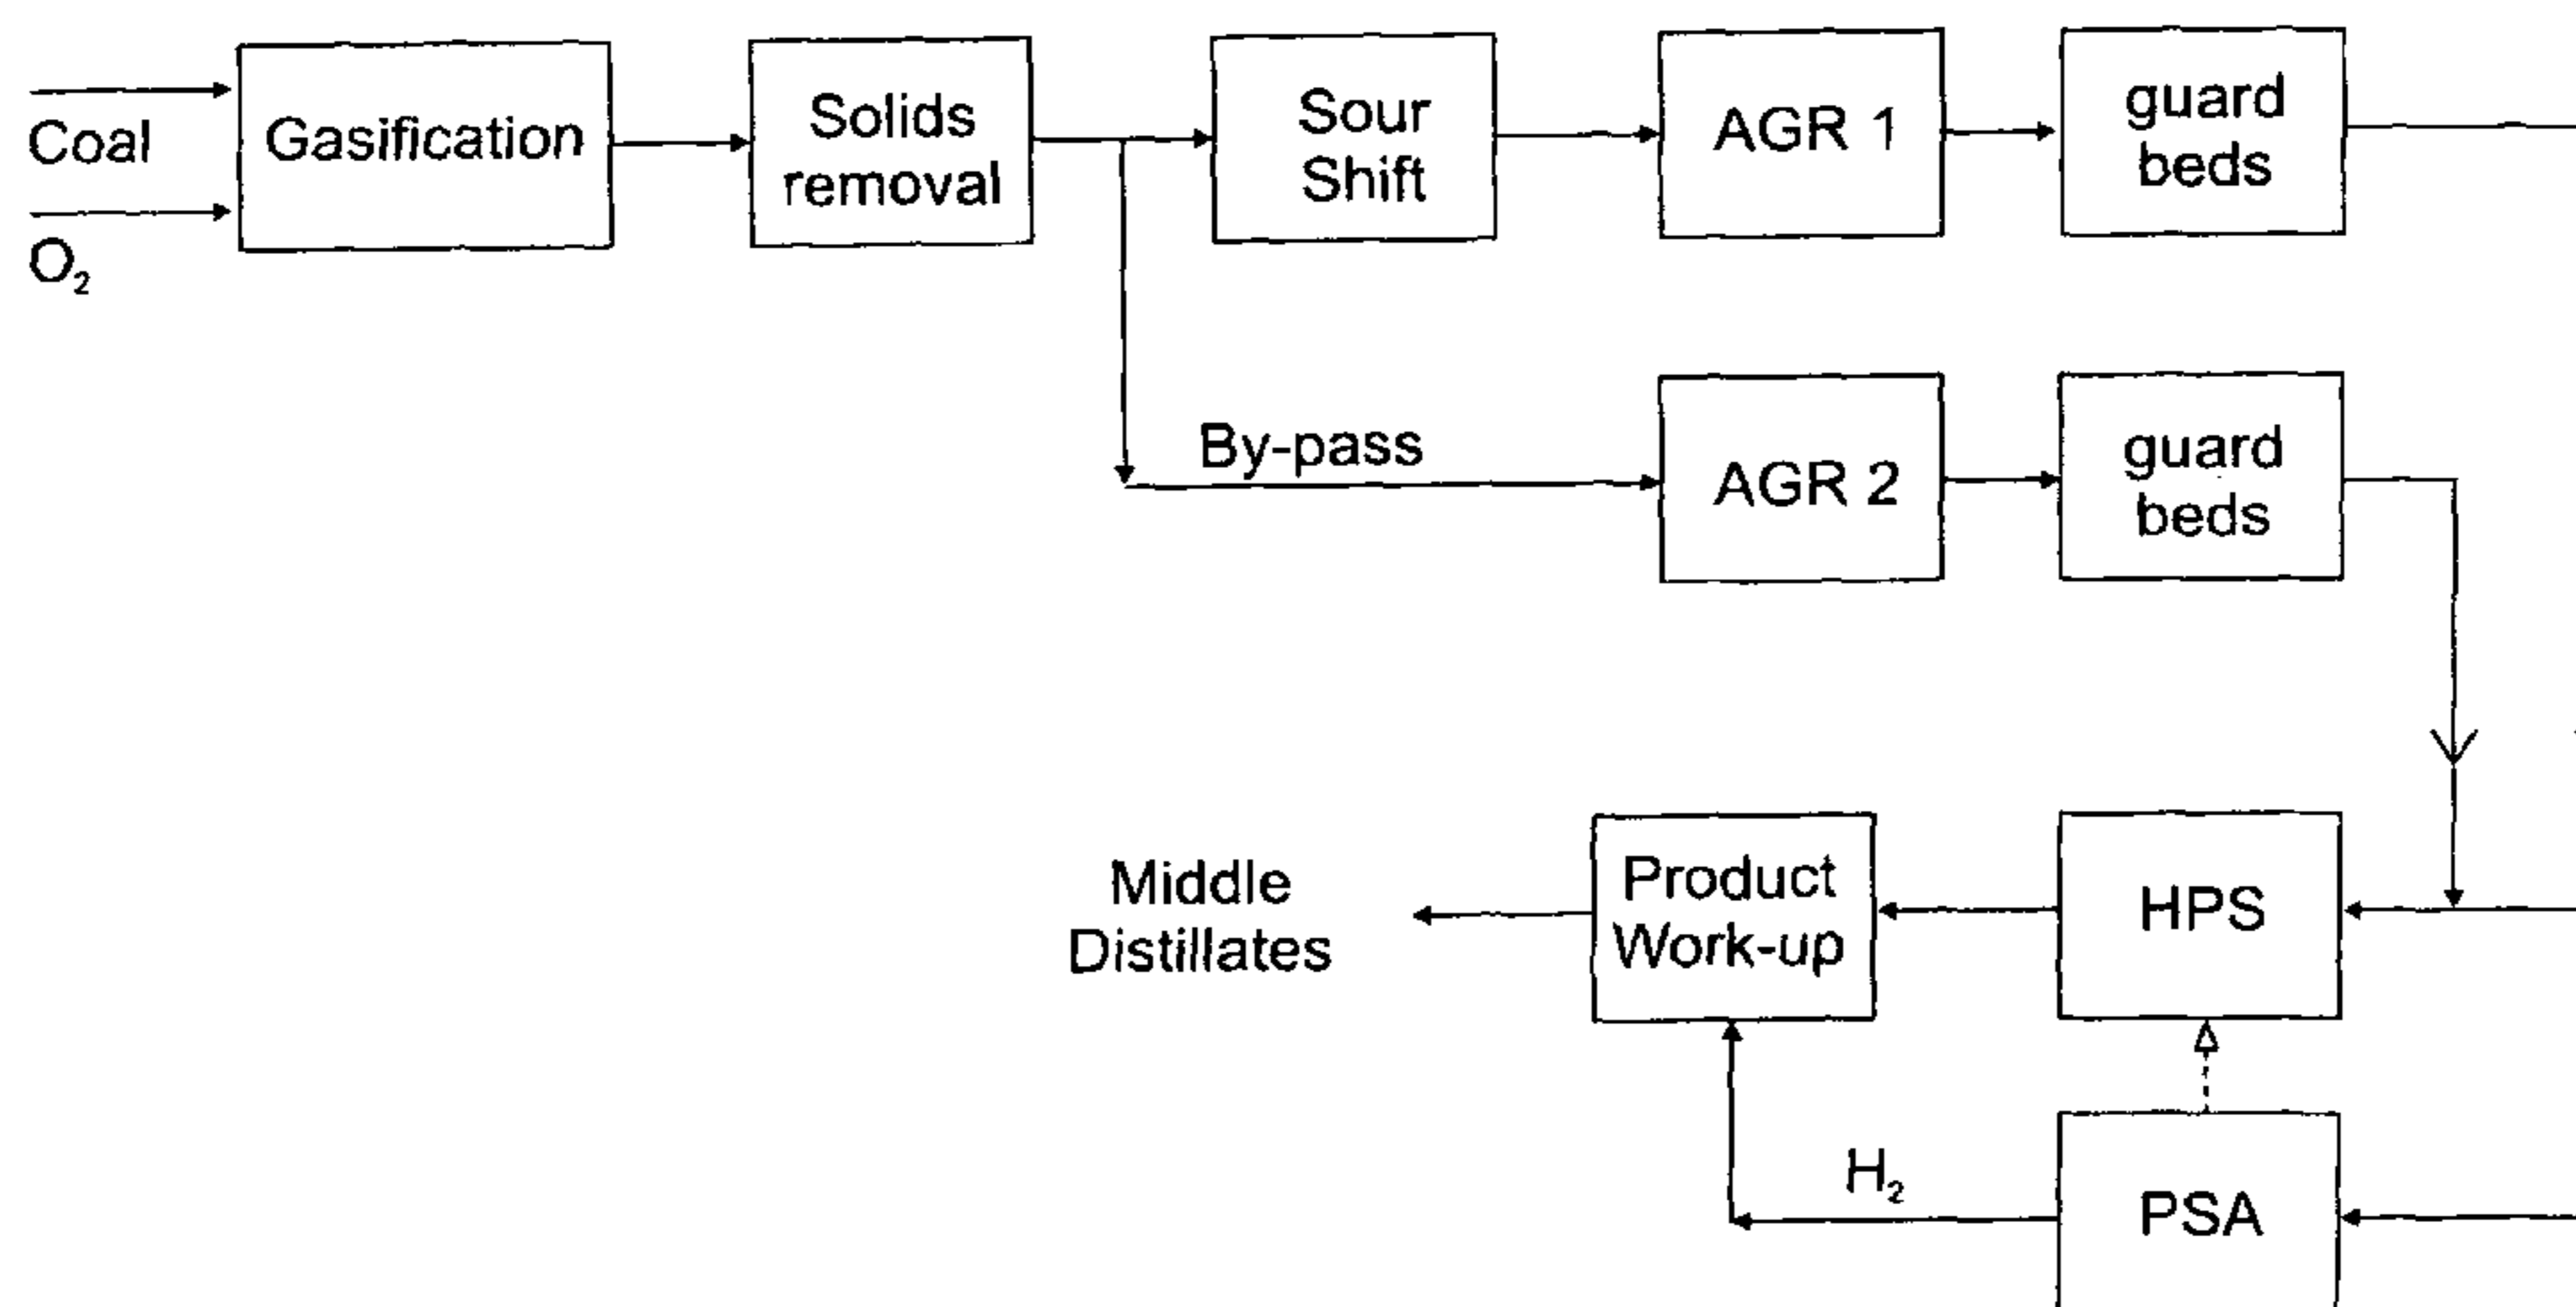 Coal
O₂
Gasification
Solids
removal
Sour
Shift
AGR 1
guard
beds
By-pass
AGR 2
guard
beds
Middle
Distillates
Product
Work-up
HPS
H₂
PSA